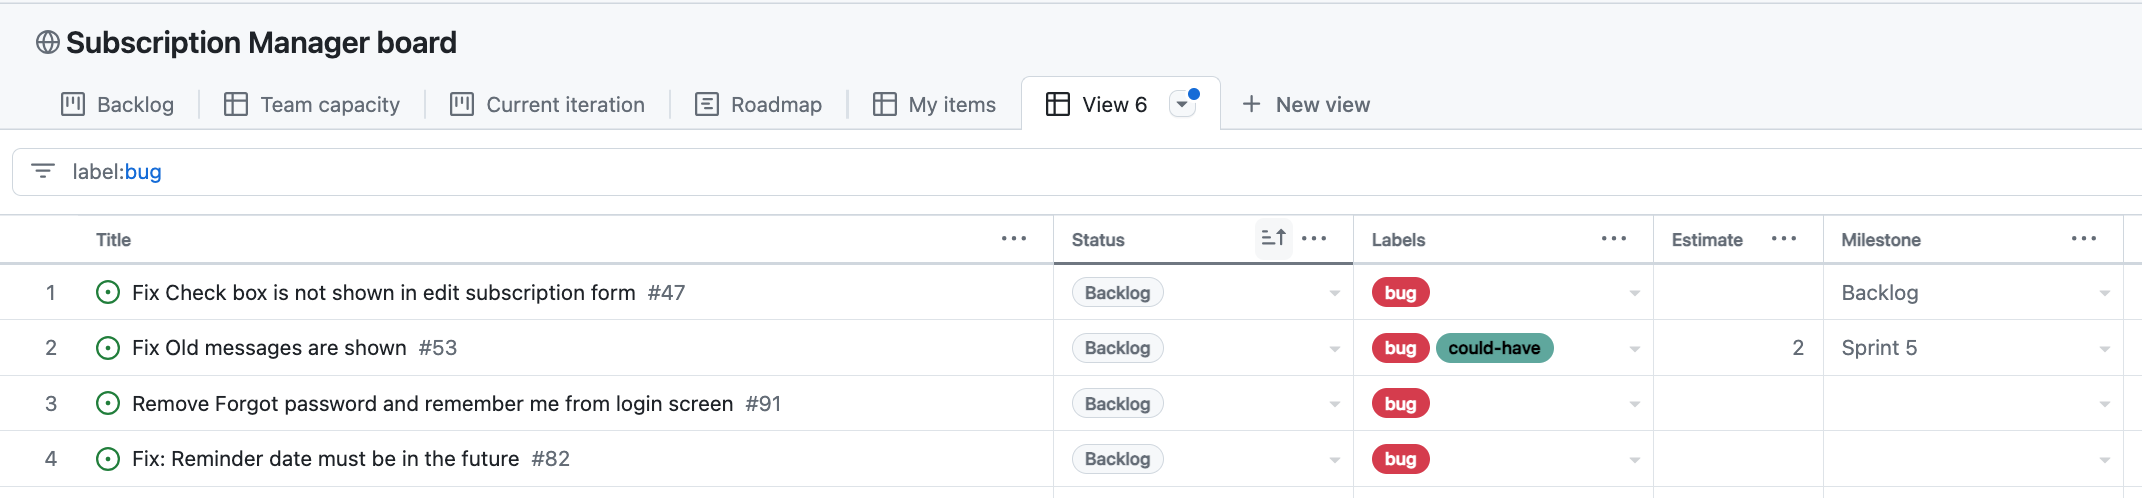 Subscription Manager board
Backlog Team capacity Current iteration Roadmap My items View 6 New view
label:bug
Title Status Labels Estimate Milestone
1 Fix Check box is not shown in edit subscription form #47 Backlog bug Backlog
2 Fix Old messages are shown #53 Backlog bug could-have 2 Sprint 5
3 Remove Forgot password and remember me from login screen #91 Backlog bug
4 Fix: Reminder date must be in the future #82 Backlog bug